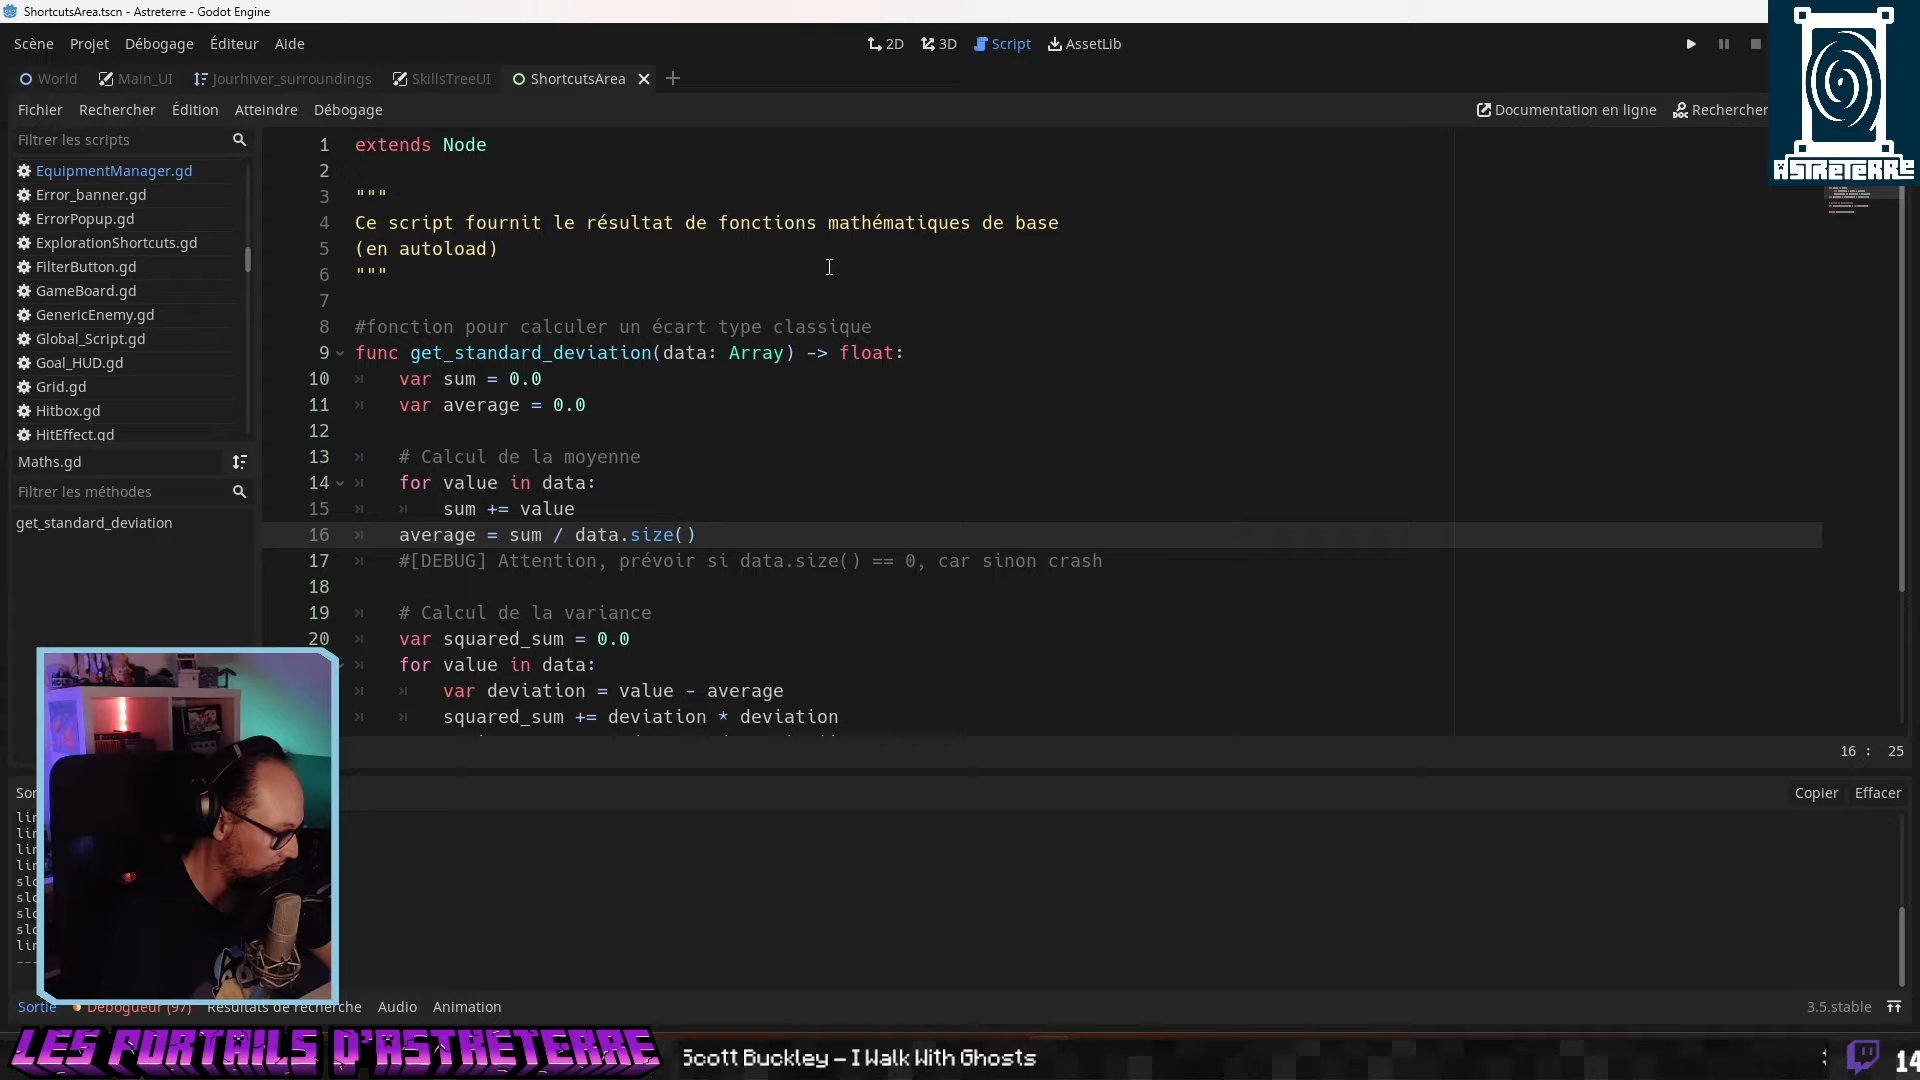 ShortcutsArea.tscn - Astreterre - Godot Engine
Scène Projet Débogage Éditeur Aide
2D 3D Script AssetLib
World Main_UI Jourhiver_surroundings SkillsTreeUI ShortcutsArea
Fichier Rechercher Édition Atteindre Débogage
Documentation en ligne Rechercher
ASTRETERRE
Filtrer les scripts
EquipmentManager.gd
Error_banner.gd
ErrorPopup.gd
ExplorationShortcuts.gd
FilterButton.gd
GameBoard.gd
GenericEnemy.gd
Global_Script.gd
Goal_HUD.gd
Grid.gd
Hitbox.gd
HitEffect.gd
Maths.gd
Filtrer les méthodes
get_standard_deviation
1 extends Node
2
3 """
4 Ce script fournit le résultat de fonctions mathématiques de base
5 (en autoload)
6 """
7
8 #fonction pour calculer un écart type classique
9 func get_standard_deviation(data: Array) -> float:
10 var sum = 0.0
11 var average = 0.0
12
13 # Calcul de la moyenne
14 for value in data:
15 sum += value
16 average = sum / data.size()
17 #[DEBUG] Attention, prévoir si data.size() == 0, car sinon crash
18
19 # Calcul de la variance
20 var squared_sum = 0.0
for value in data:
var deviation = value - average
squared_sum += deviation * deviation
16 : 25
Copier Effacer
Sortie Débogueur (97) Résultats de recherche Audio Animation
3.5.stable
LES PORTAILS D'ASTRETERRE
Scott Buckley – I Walk With Ghosts
14